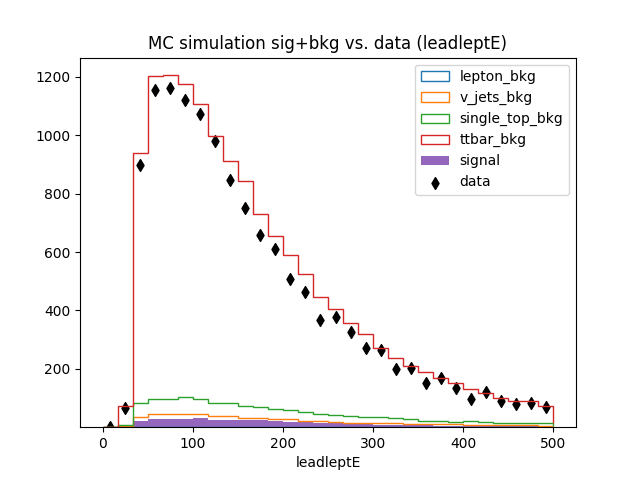 MC simulation sig+bkg vs. data (leadleptE)
1200
1000
800
600
400
200
lepton_bkg
v_jets_bkg
single_top_bkg
ttbar_bkg
signal
data
0 100 200 300 400 500
leadleptE